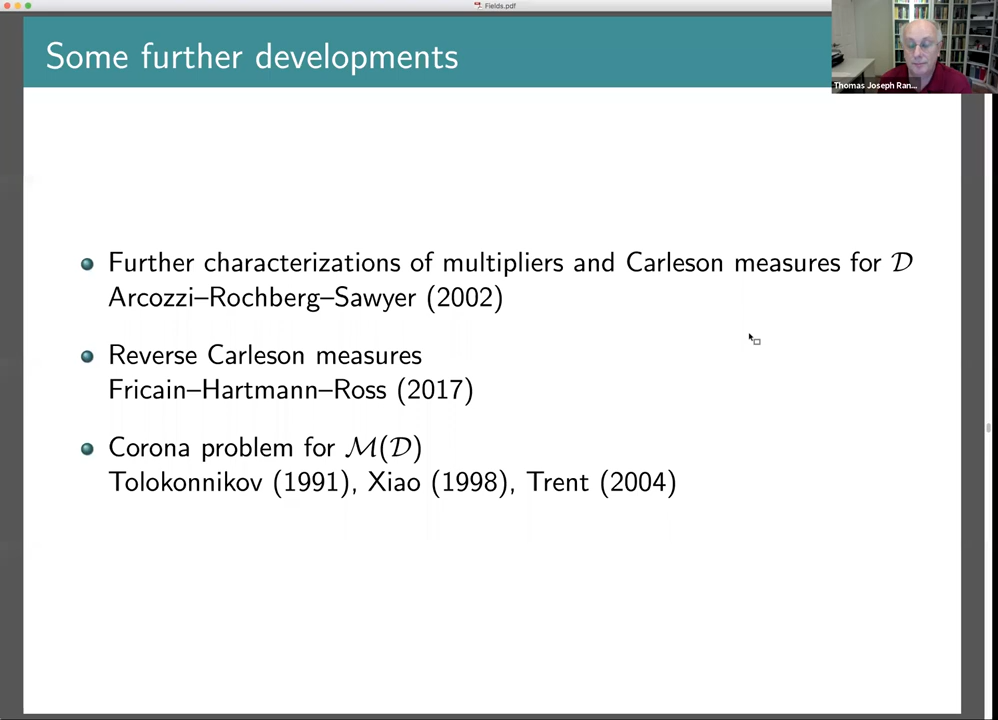 Fields.pdf
Some further developments
Thomas Joseph Ran...
Further characterizations of multipliers and Carleson measures for 𝒟
Arcozzi–Rochberg–Sawyer (2002)
Reverse Carleson measures
Fricain–Hartmann–Ross (2017)
Corona problem for ℳ(𝒟)
Tolokonnikov (1991), Xiao (1998), Trent (2004)